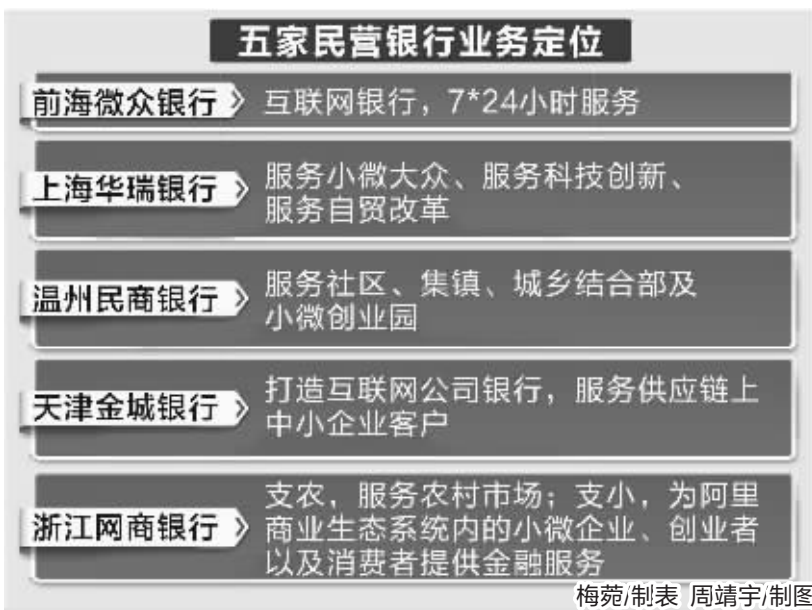 五家民营银行业务定位
前海微众银行
互联网银行，7*24小时服务
上海华瑞银行
服务小微大众、服务科技创新、
服务自贸改革
温州民商银行
服务社区、集镇、城乡结合部及
小微创业园
天津金城银行
打造互联网公司银行，服务供应链上
中小企业客户
浙江网商银行
支农，服务农村市场；支小，为阿里
商业生态系统内的小微企业、创业者
以及消费者提供金融服务
梅菀/制表 周靖宇/制图